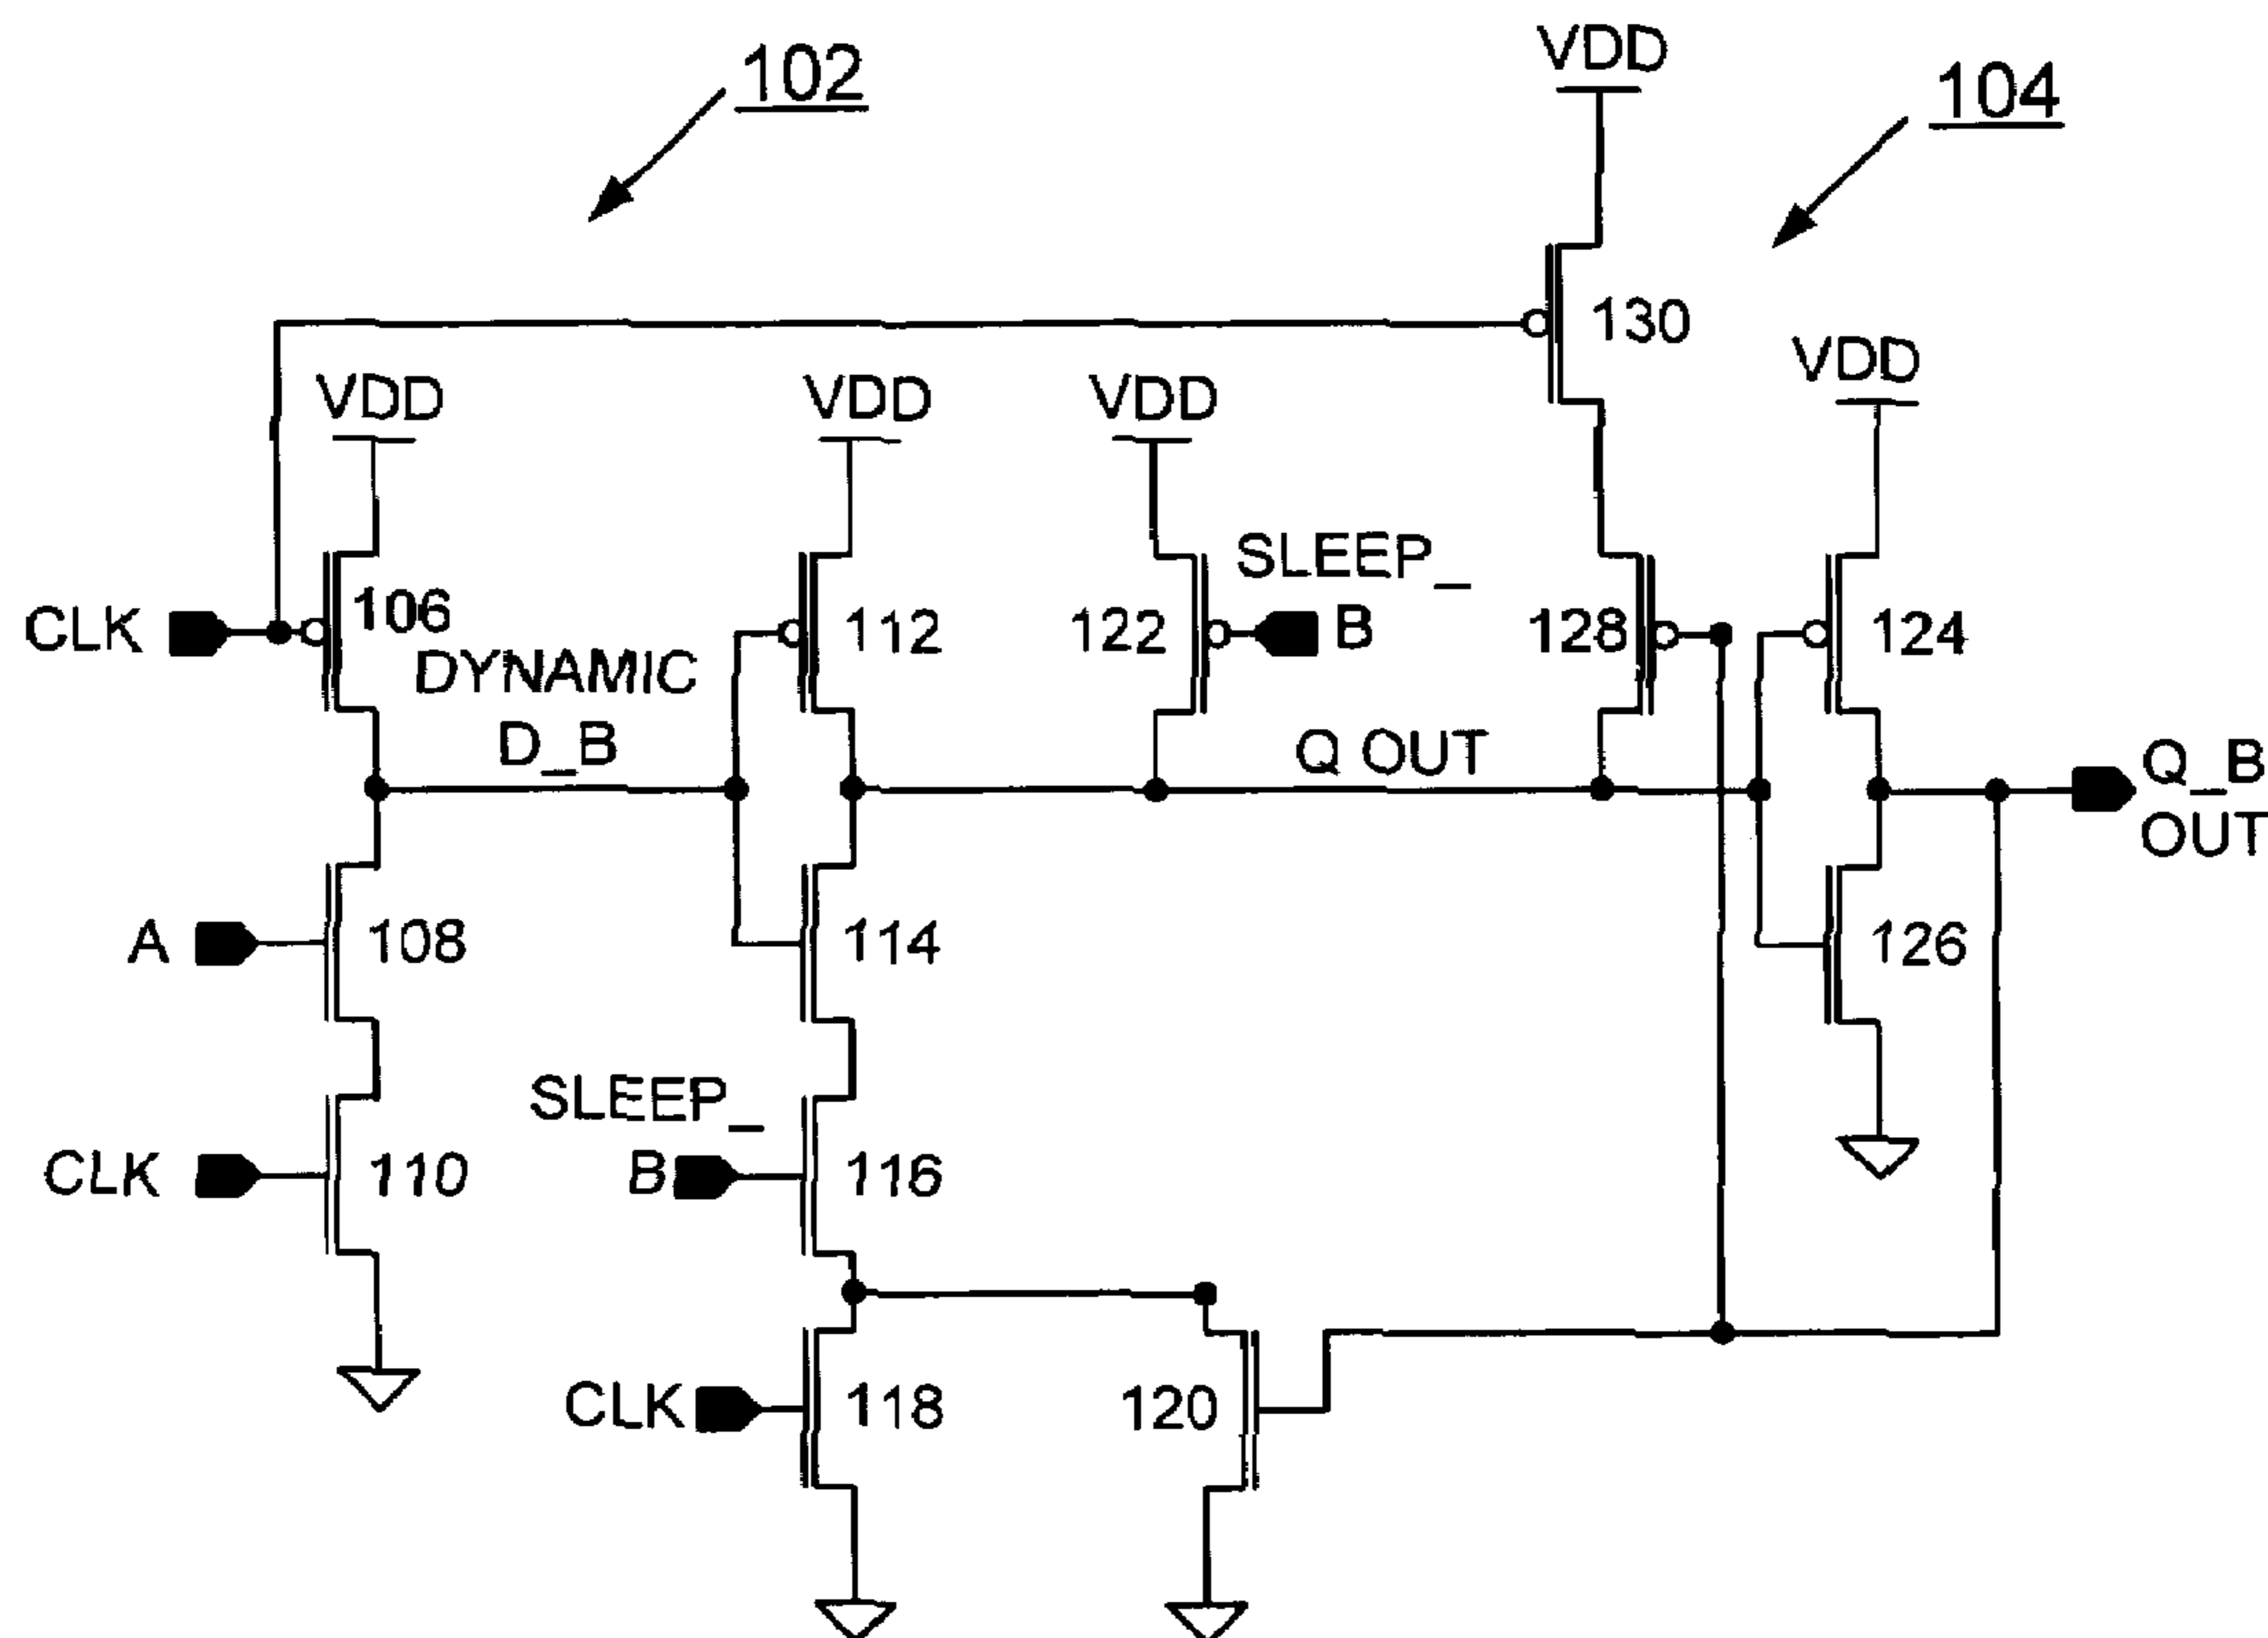 102
VDD
104
130
VDD
VDD
VDD
VDD
SLEEP_
B
CLK
106
112
122
128
124
DYNAMIC
D_B
Q OUT
Q_B
OUT
A
108
114
126
SLEEP_
B
CLK
110
116
CLK
118
120